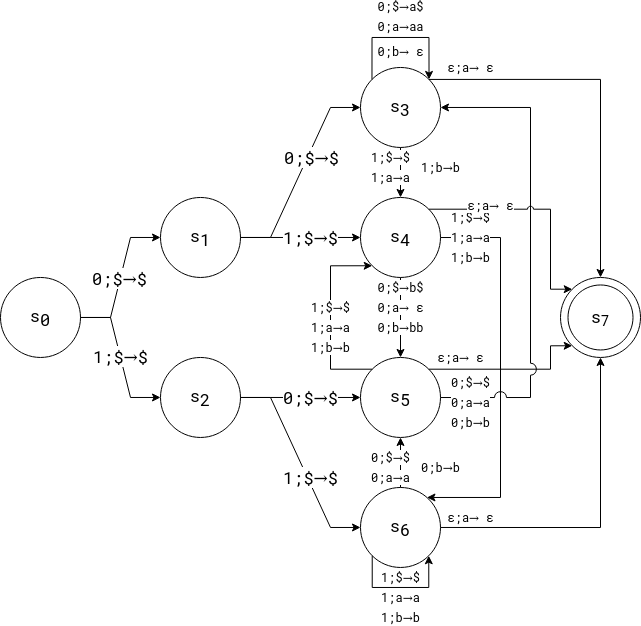 0;$→a$
0;a→aa
0;b→ ε
ε;a→ ε
s3
0;$→$
1;$→$
1;a→a
1;b→b
ε;a→ ε
s1
1;$→$
s4
1;$→$
1;a→a
1;b→b
0;$→$
0;$→b$
0;a→ ε
0;b→bb
s0
s7
1;$→$
1;a→a
1;b→b
1;$→$
ε;a→ ε
s2
0;$→$
s5
0;$→$
0;a→a
0;b→b
0;$→$
0;a→a
0;b→b
1;$→$
s6
ε;a→ ε
1;$→$
1;a→a
1;b→b